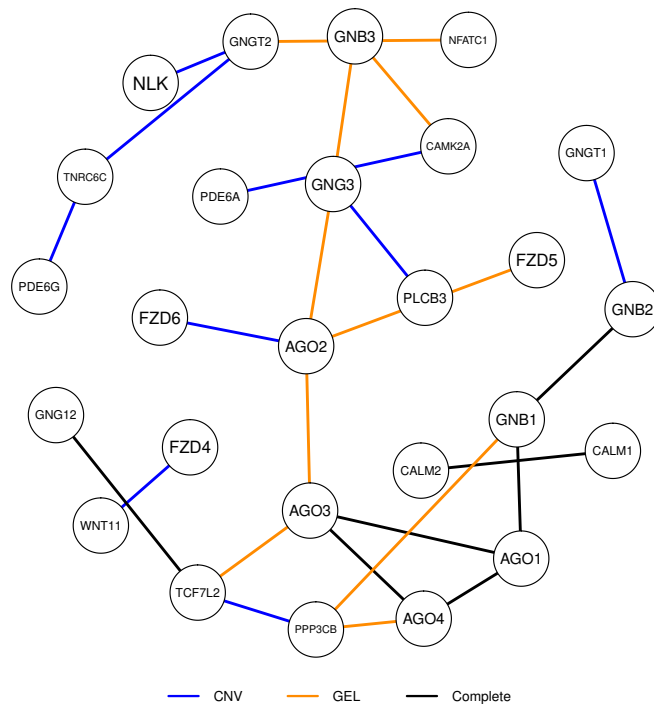 GNGT2
GNB3
NFATC1
NLK
CAMK2A
GNGT1
TNRC6C
PDE6A
GNG3
PDE6G
FZD5
PLCB3
FZD6
GNB2
AGO2
GNG12
GNB1
FZD4
CALM1
CALM2
WNT11
AGO3
AGO1
TCF7L2
AGO4
PPP3CB
CNV GEL Complete